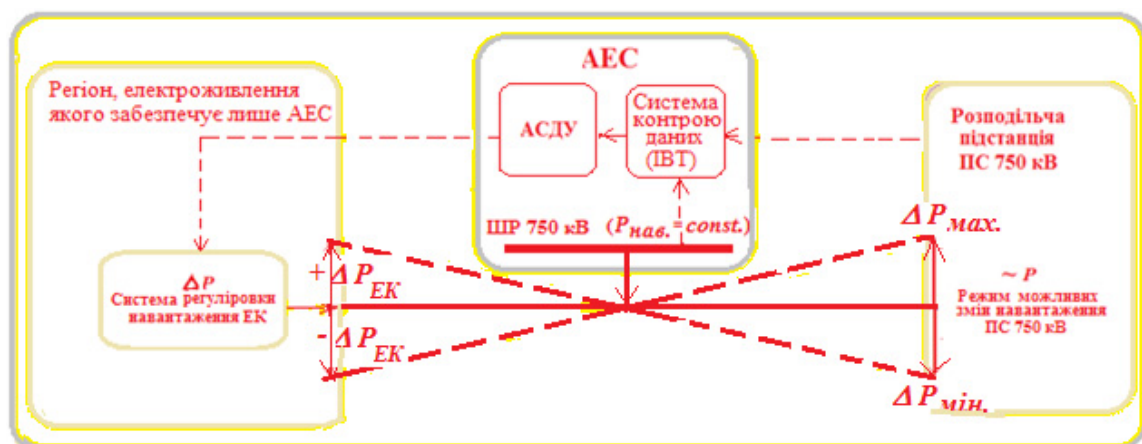 АЕС
Регіон, електроживлення
якого забезпечує лише АЕС
АСДУ
Система
контрою
даних
(ІВТ)
Розподільча
підстанція
ПС 750 кВ
ШР 750 кВ (Pнав.=const.)
ΔPмах.
ΔP
Система регуліровки
навантаження ЕК
+ΔPЕК
-ΔPЕК
~ P
Режим можливих
змін навантаження
ПС 750 кВ
ΔPмін.